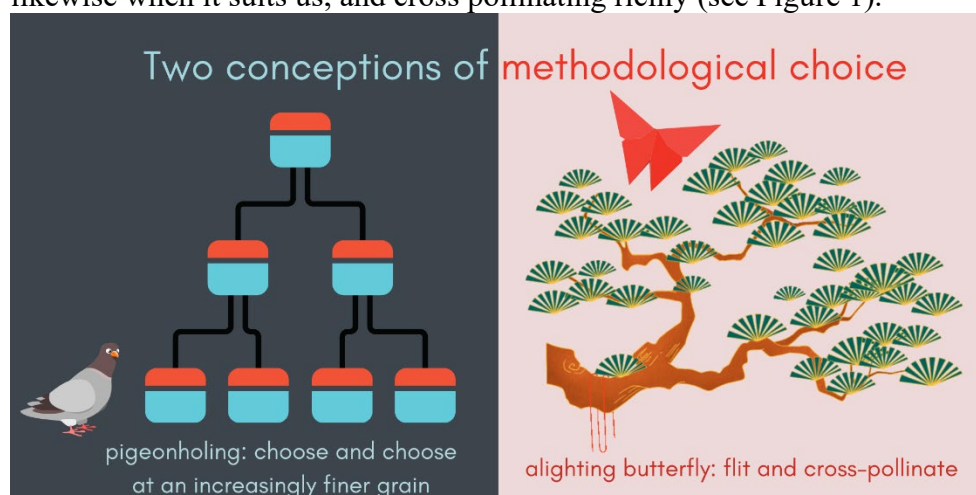 likewise when it suits us, and cross pollinating richly (see Figure 1).
Two conceptions of methodological choice
pigeonholing: choose and choose
at an increasingly finer grain
alighting butterfly: flit and cross-pollinate